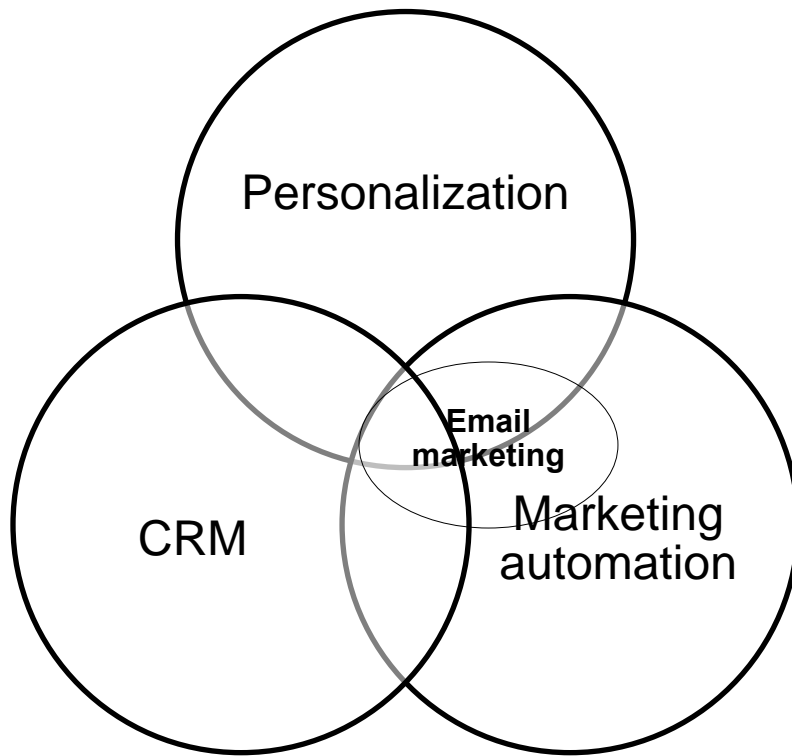 Personalization
Email
marketing
CRM
Marketing
automation